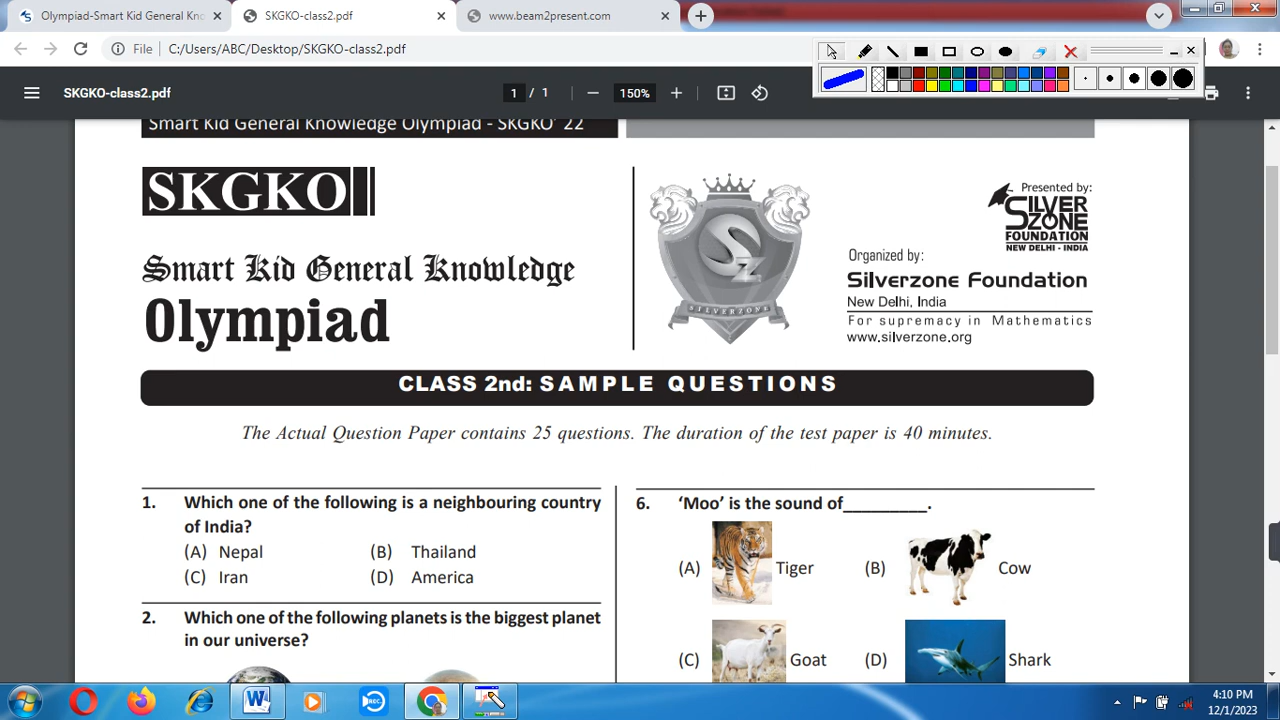 Olympiad-Smart Kid General Kno
SKGKO-class2.pdf
www.beam2present.com
File
C:/Users/ABC/Desktop/SKGKO-class2.pdf
SKGKO-class2.pdf
1 / 1
150%
Smart Kid General Knowledge Olympiad - SKGKO' 22
SKGKO
Smart Kid General Knowledge
Olympiad
SZ
SILVERZONE
Presented by:
SILVER
ZONE
FOUNDATION
NEW DELHI - INDIA
Organized by:
Silverzone Foundation
New Delhi, India
For supremacy in Mathematics
www.silverzone.org
CLASS 2nd: SAMPLE QUESTIONS
The Actual Question Paper contains 25 questions. The duration of the test paper is 40 minutes.
1. Which one of the following is a neighbouring country
of India?
(A) Nepal (B) Thailand
(C) Iran (D) America
2. Which one of the following planets is the biggest planet
in our universe?
6. ‘Moo’ is the sound of_________.
(A) Tiger (B) Cow
(C) Goat (D) Shark
W
REC
4:10 PM
12/1/2023